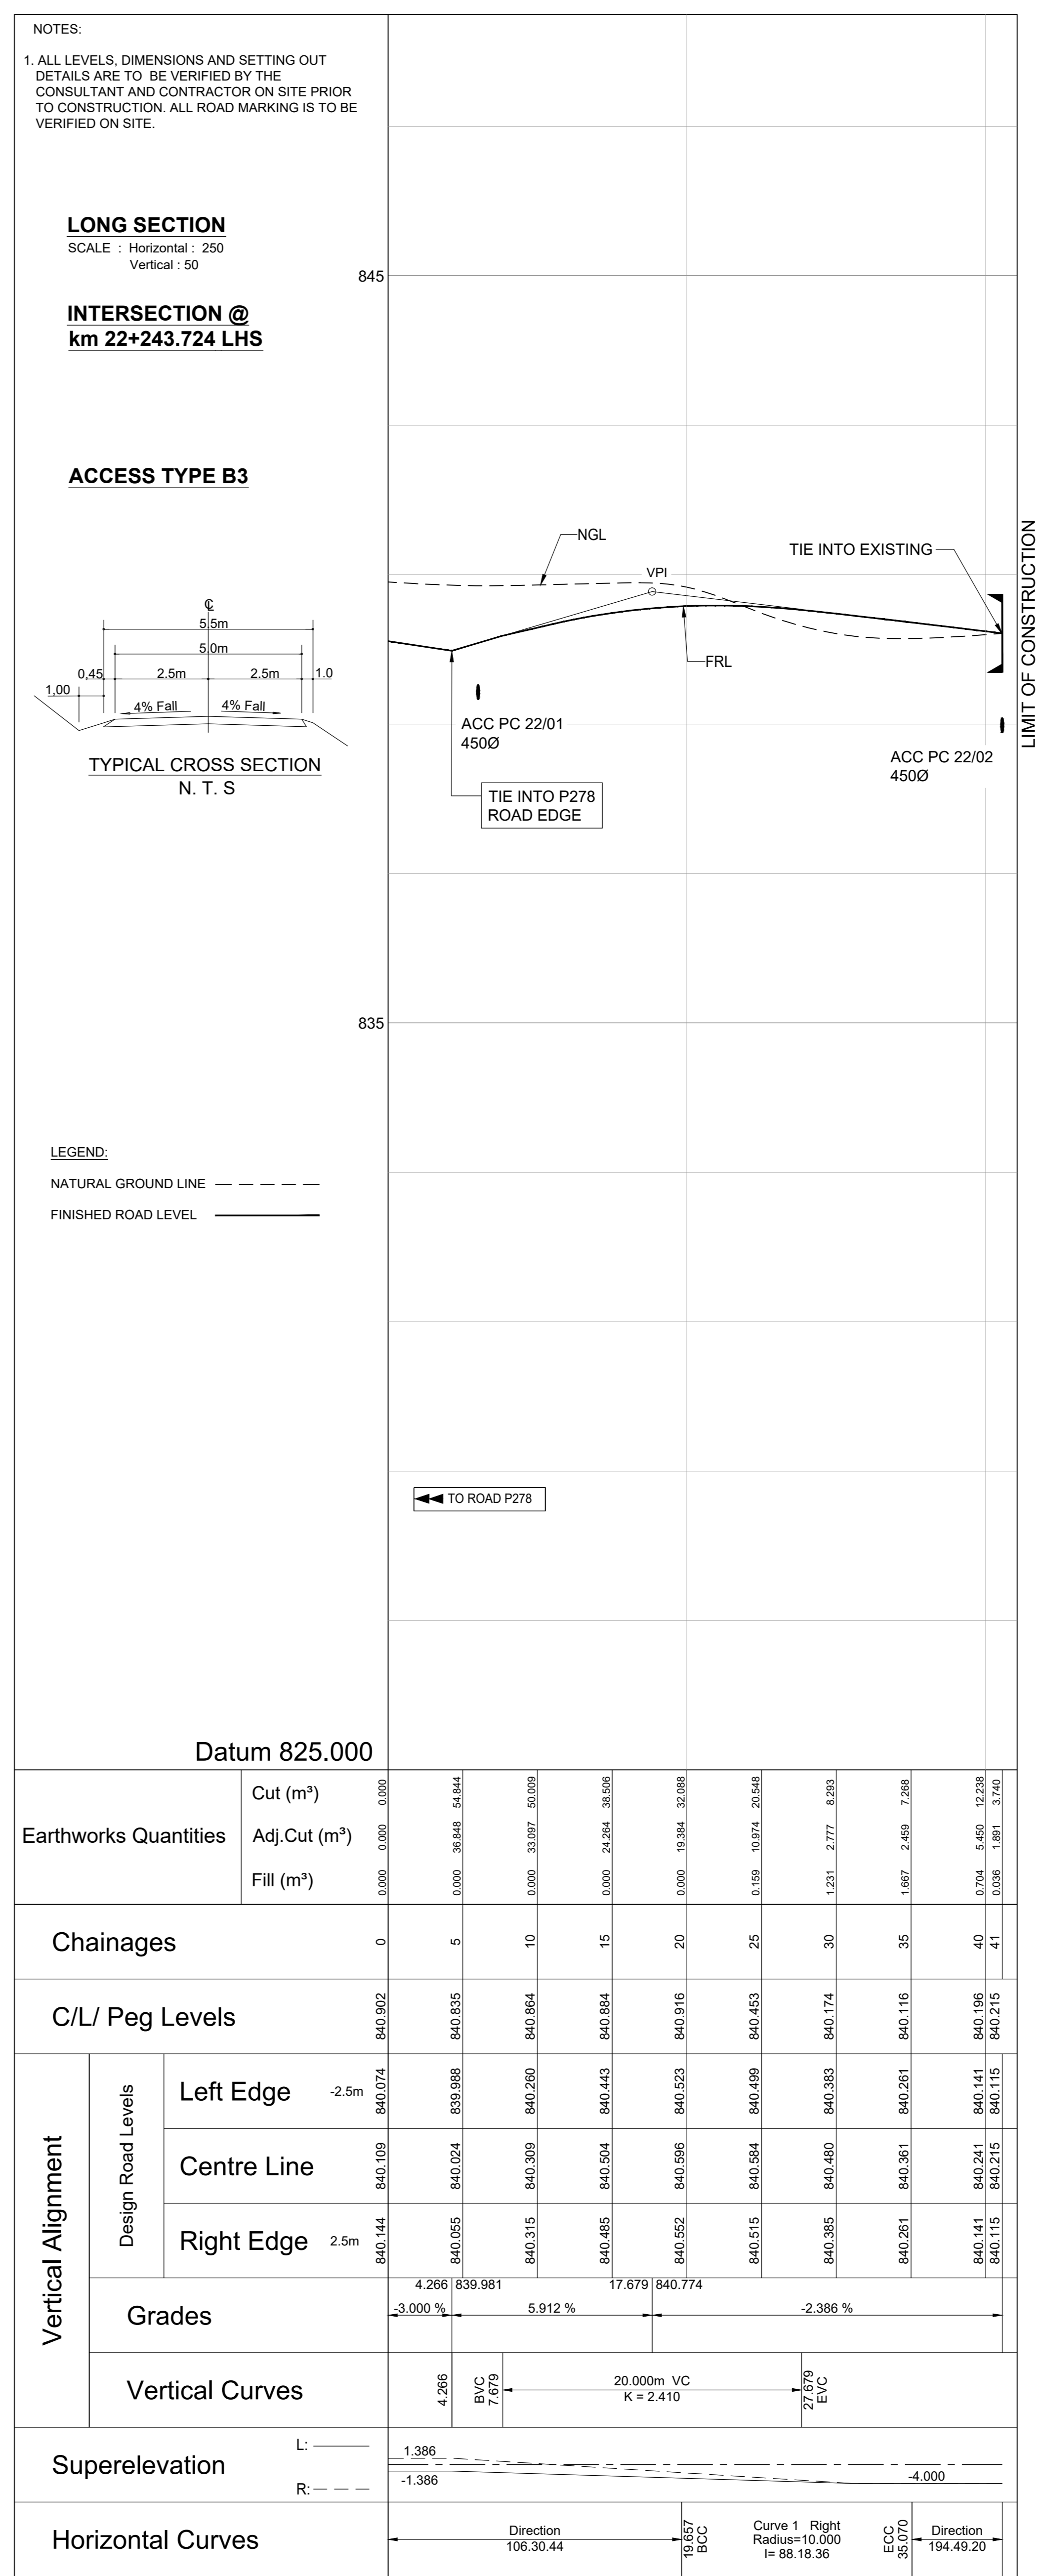 NOTES:
1. ALL LEVELS, DIMENSIONS AND SETTING OUT
DETAILS ARE TO BE VERIFIED BY THE
CONSULTANT AND CONTRACTOR ON SITE PRIOR
TO CONSTRUCTION. ALL ROAD MARKING IS TO BE
VERIFIED ON SITE.
LONG SECTION
SCALE : Horizontal : 250
Vertical : 50
INTERSECTION @
km 22+243.724 LHS
ACCESS TYPE B3
℄
5.5m
5.0m
0.45 2.5m 2.5m 1.0
1.00
4% Fall 4% Fall
TYPICAL CROSS SECTION
N. T. S
845
835
NGL
VPI
TIE INTO EXISTING
FRL
LIMIT OF CONSTRUCTION
ACC PC 22/01
450Ø
ACC PC 22/02
450Ø
TIE INTO P278
ROAD EDGE
LEGEND:
NATURAL GROUND LINE
FINISHED ROAD LEVEL
TO ROAD P278
Datum 825.000
Earthworks Quantities
Cut (m³) 0.000 54.844 50.009 38.506 32.088 20.548 8.293 7.268 12.238 3.740
Adj.Cut (m³) 0.000 36.848 33.097 24.264 19.384 10.974 2.777 2.459 5.450 1.891
Fill (m³) 0.000 0.000 0.000 0.000 0.000 0.159 1.231 1.667 0.704 0.036
Chainages 0 5 10 15 20 25 30 35 40 41
C/L/ Peg Levels 840.902 840.835 840.864 840.884 840.916 840.453 840.174 840.116 840.196 840.215
Vertical Alignment
Design Road Levels
Left Edge -2.5m 840.074 839.988 840.260 840.443 840.523 840.499 840.383 840.261 840.141 840.115
Centre Line 840.109 840.024 840.309 840.504 840.596 840.584 840.480 840.361 840.241 840.215
Right Edge 2.5m 840.144 840.055 840.315 840.485 840.552 840.515 840.385 840.261 840.141 840.115
Grades
4.266 839.981 17.679 840.774
-3.000 % 5.912 % -2.386 %
Vertical Curves
4.266
BVC
7.679
20.000m VC
K = 2.410
27.679
EVC
Superelevation
L:
R:
1.386
-1.386
-4.000
Horizontal Curves
Direction
106.30.44
19.657
BCC
Curve 1 Right
Radius=10.000
I= 88.18.36
ECC
35.070
Direction
194.49.20